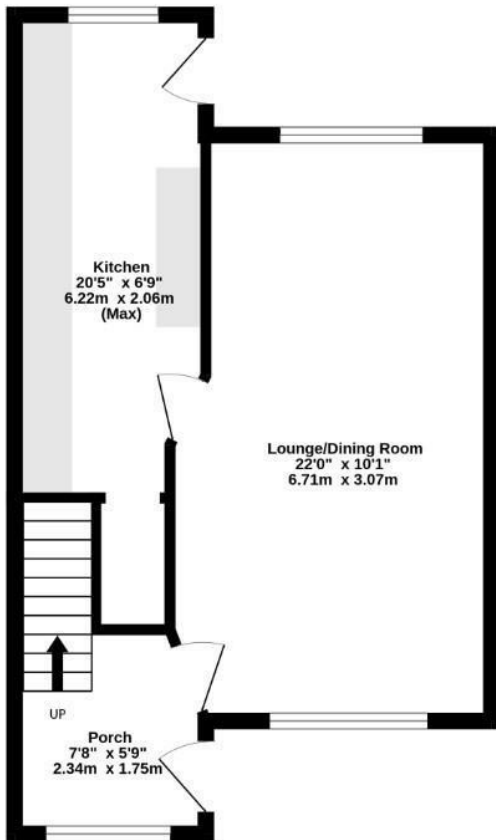 Kitchen
20'5" x 6'9"
6.22m x 2.06m
(Max)
Lounge/Dining Room
22'0" x 10'1"
6.71m x 3.07m
UP
Porch
7'8" x 5'9"
2.34m x 1.75m